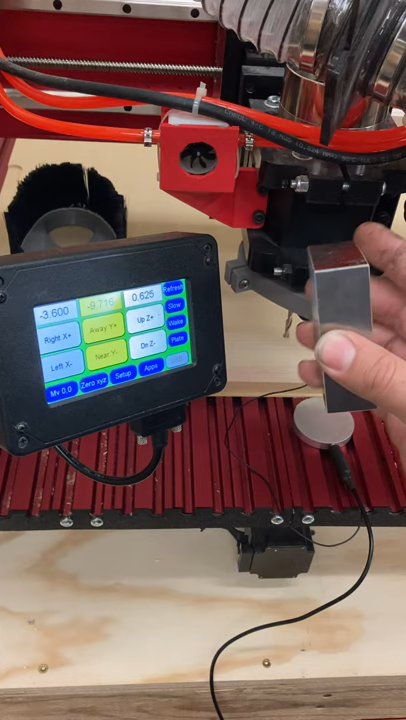 -3.600 -9.716 0.625 Refresh
Slow
Right X+ Away Y+ Up Z+
Wake
Left X- Near Y- Dn Z-
Plate
Mv 0,0 Zero xyz Setup Apps